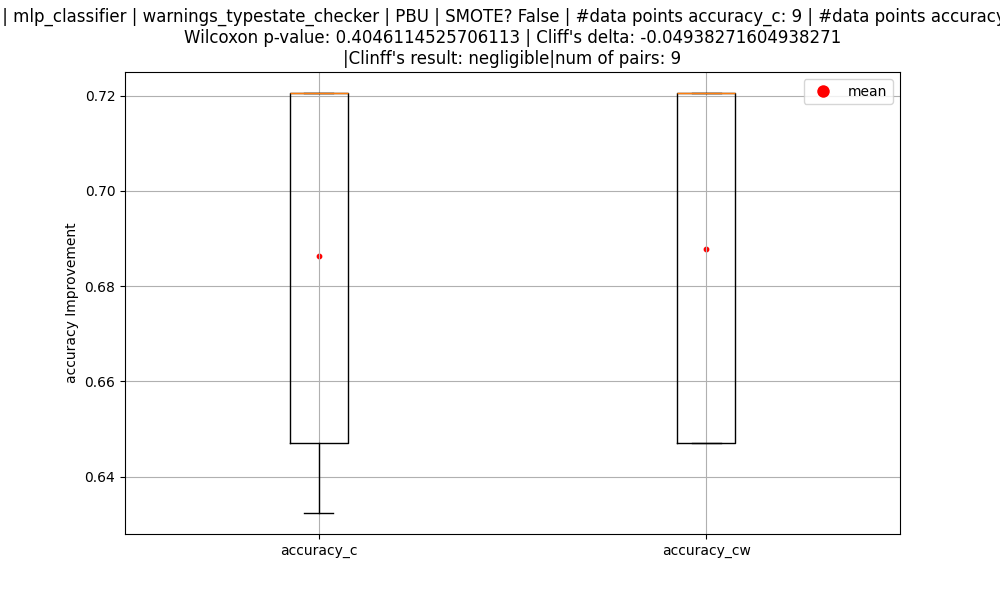 | mlp_classifier | warnings_typestate_checker | PBU | SMOTE? False | #data points accuracy_c: 9 | #data points accuracy
Wilcoxon p-value: 0.4046114525706113 | Cliff's delta: -0.04938271604938271
|Clinff's result: negligible|num of pairs: 9
mean
0.72
0.70
0.68
0.66
0.64
accuracy Improvement
accuracy_c
accuracy_cw